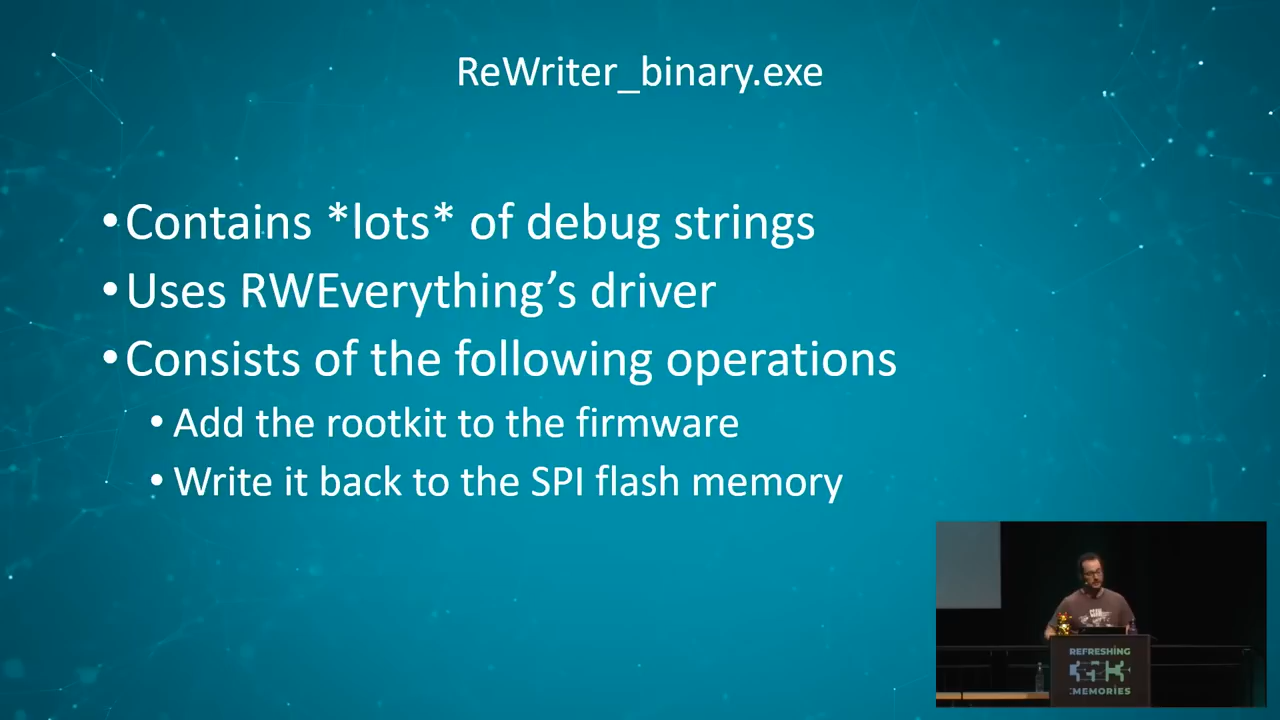 ReWriter_binary.exe
•Contains *lots* of debug strings
•Uses RWEverything’s driver
•Consists of the following operations
• Add the rootkit to the firmware
• Write it back to the SPI flash memory
REFRESHING
:MEMORIES